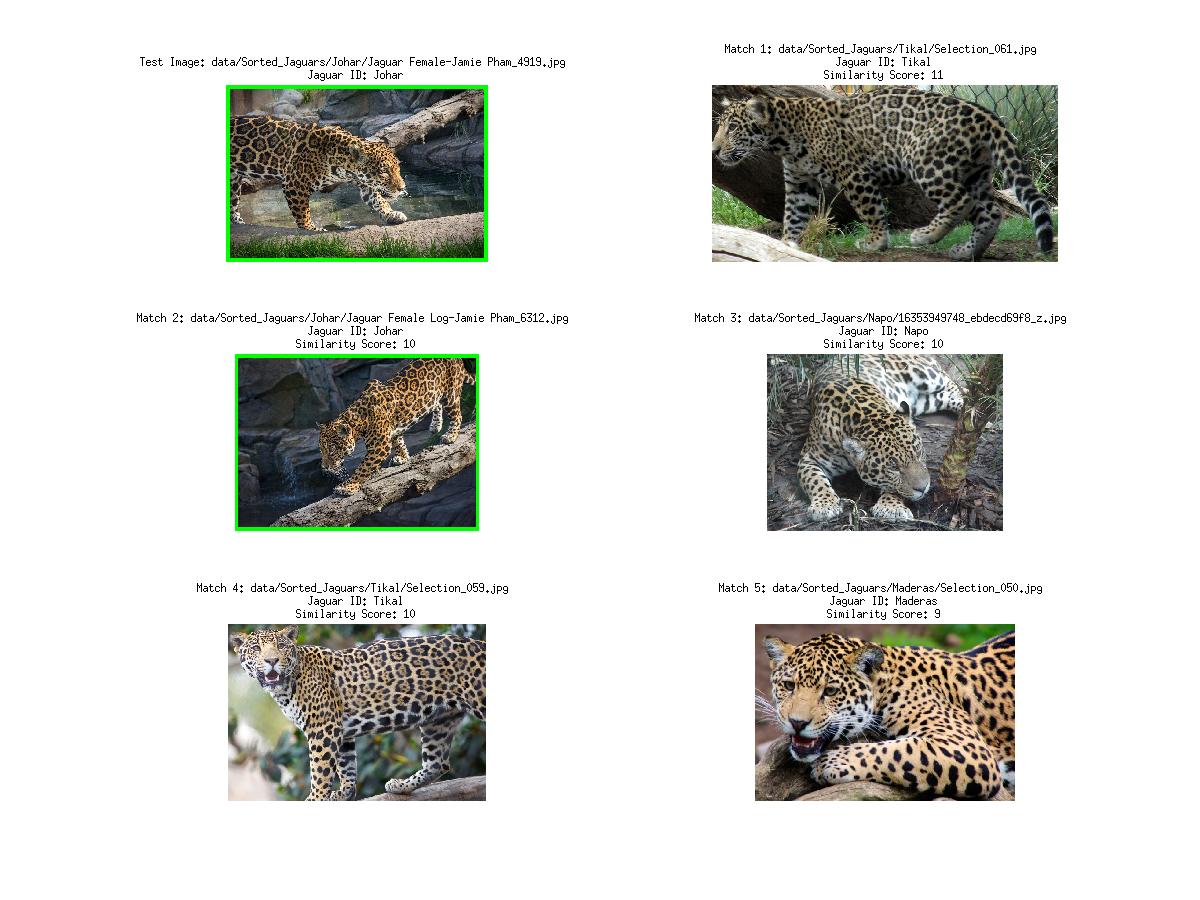 Test Image: data/Sorted_Jaguars/Johar/Jaguar Female-Jamie Pham_4919.jpg
Jaguar ID: Johar
Match 1: data/Sorted_Jaguars/Tikal/Selection_061.jpg
Jaguar ID: Tikal
Similarity Score: 11
Match 2: data/Sorted_Jaguars/Johar/Jaguar Female Log-Jamie Pham_6312.jpg
Jaguar ID: Johar
Similarity Score: 10
Match 3: data/Sorted_Jaguars/Napo/16353949748_ebdecd69f8_z.jpg
Jaguar ID: Napo
Similarity Score: 10
Match 4: data/Sorted_Jaguars/Tikal/Selection_059.jpg
Jaguar ID: Tikal
Similarity Score: 10
Match 5: data/Sorted_Jaguars/Maderas/Selection_050.jpg
Jaguar ID: Maderas
Similarity Score: 9